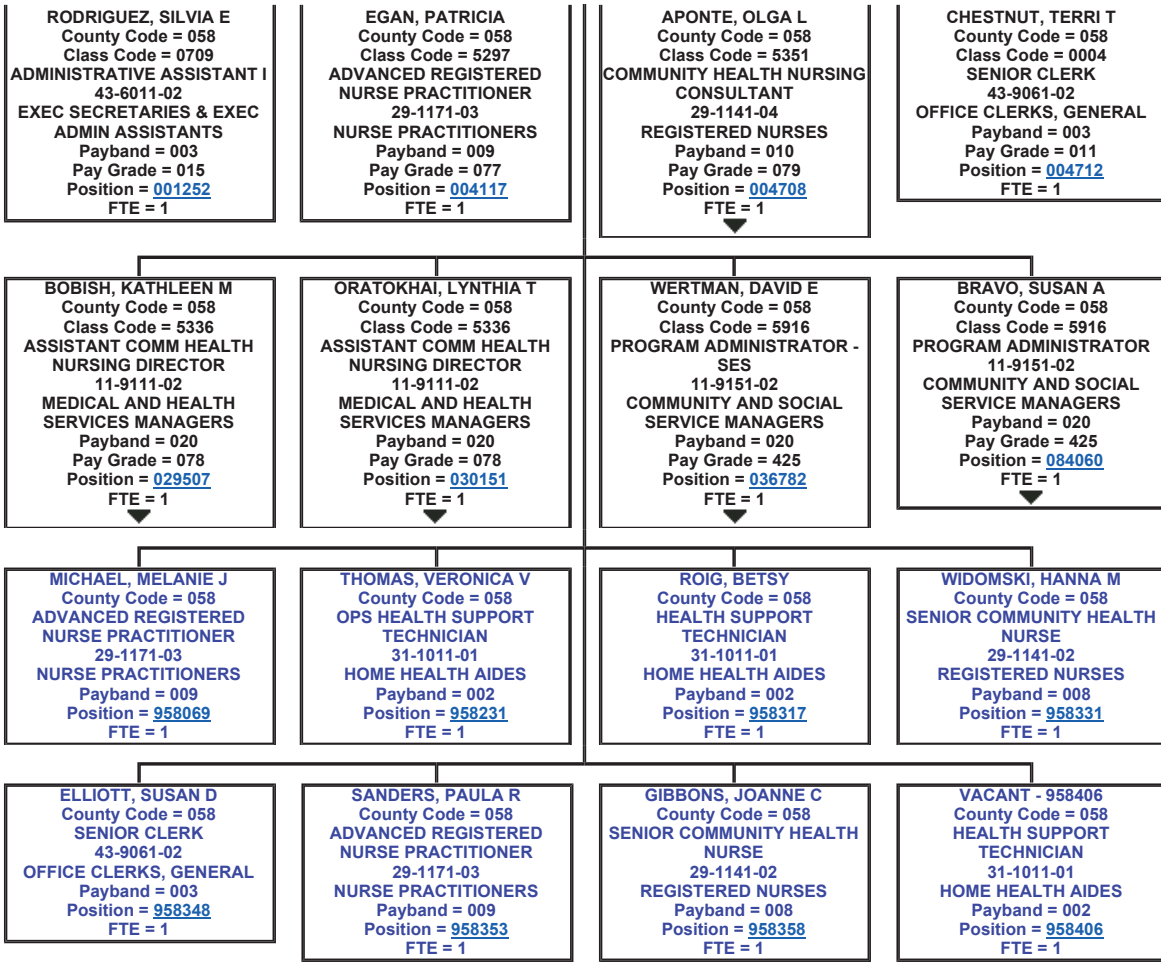 RODRIGUEZ, SILVIA E
County Code = 058
Class Code = 0709
ADMINISTRATIVE ASSISTANT I
43-6011-02
EXEC SECRETARIES & EXEC
ADMIN ASSISTANTS
Payband = 003
Pay Grade = 015
Position = 001252
FTE = 1
EGAN, PATRICIA
County Code = 058
Class Code = 5297
ADVANCED REGISTERED
NURSE PRACTITIONER
29-1171-03
NURSE PRACTITIONERS
Payband = 009
Pay Grade = 077
Position = 004117
FTE = 1
APONTE, OLGA L
County Code = 058
Class Code = 5351
COMMUNITY HEALTH NURSING
CONSULTANT
29-1141-04
REGISTERED NURSES
Payband = 010
Pay Grade = 079
Position = 004708
FTE = 1
CHESTNUT, TERRI T
County Code = 058
Class Code = 0004
SENIOR CLERK
43-9061-02
OFFICE CLERKS, GENERAL
Payband = 003
Pay Grade = 011
Position = 004712
FTE = 1
BOBISH, KATHLEEN M
County Code = 058
Class Code = 5336
ASSISTANT COMM HEALTH
NURSING DIRECTOR
11-9111-02
MEDICAL AND HEALTH
SERVICES MANAGERS
Payband = 020
Pay Grade = 078
Position = 029507
FTE = 1
ORATOKHAI, LYNTHIA T
County Code = 058
Class Code = 5336
ASSISTANT COMM HEALTH
NURSING DIRECTOR
11-9111-02
MEDICAL AND HEALTH
SERVICES MANAGERS
Payband = 020
Pay Grade = 078
Position = 030151
FTE = 1
WERTMAN, DAVID E
County Code = 058
Class Code = 5916
PROGRAM ADMINISTRATOR -
SES
11-9151-02
COMMUNITY AND SOCIAL
SERVICE MANAGERS
Payband = 020
Pay Grade = 425
Position = 036782
FTE = 1
BRAVO, SUSAN A
County Code = 058
Class Code = 5916
PROGRAM ADMINISTRATOR
11-9151-02
COMMUNITY AND SOCIAL
SERVICE MANAGERS
Payband = 020
Pay Grade = 425
Position = 084060
FTE = 1
MICHAEL, MELANIE J
County Code = 058
ADVANCED REGISTERED
NURSE PRACTITIONER
29-1171-03
NURSE PRACTITIONERS
Payband = 009
Position = 958069
FTE = 1
THOMAS, VERONICA V
County Code = 058
OPS HEALTH SUPPORT
TECHNICIAN
31-1011-01
HOME HEALTH AIDES
Payband = 002
Position = 958231
FTE = 1
ROIG, BETSY
County Code = 058
HEALTH SUPPORT
TECHNICIAN
31-1011-01
HOME HEALTH AIDES
Payband = 002
Position = 958317
FTE = 1
WIDOMSKI, HANNA M
County Code = 058
SENIOR COMMUNITY HEALTH
NURSE
29-1141-02
REGISTERED NURSES
Payband = 008
Position = 958331
FTE = 1
ELLIOTT, SUSAN D
County Code = 058
SENIOR CLERK
43-9061-02
OFFICE CLERKS, GENERAL
Payband = 003
Position = 958348
FTE = 1
SANDERS, PAULA R
County Code = 058
ADVANCED REGISTERED
NURSE PRACTITIONER
29-1171-03
NURSE PRACTITIONERS
Payband = 009
Position = 958353
FTE = 1
GIBBONS, JOANNE C
County Code = 058
SENIOR COMMUNITY HEALTH
NURSE
29-1141-02
REGISTERED NURSES
Payband = 008
Position = 958358
FTE = 1
VACANT - 958406
County Code = 058
HEALTH SUPPORT
TECHNICIAN
31-1011-01
HOME HEALTH AIDES
Payband = 002
Position = 958406
FTE = 1